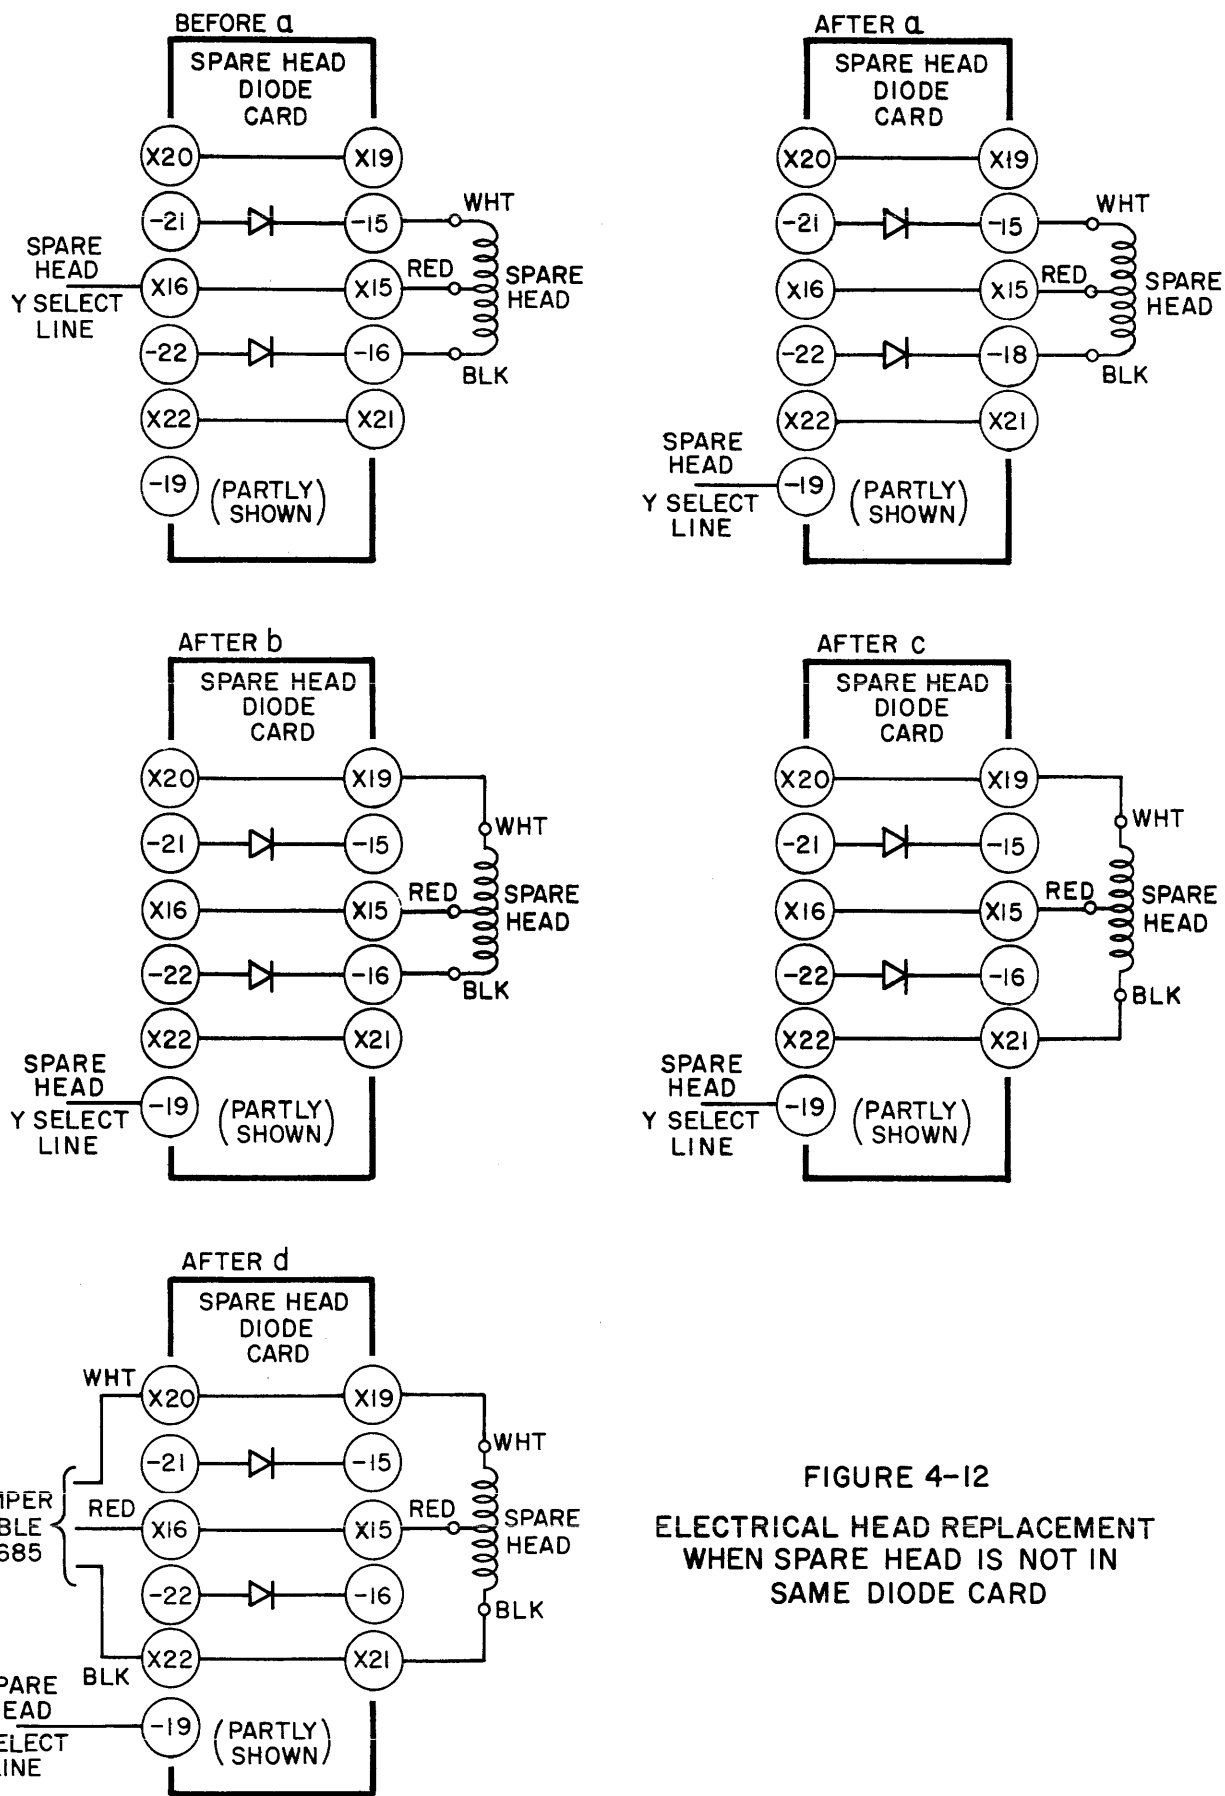 BEFORE a
SPARE HEAD
DIODE
CARD
X20 X19
-21 -15 WHT
SPARE
HEAD
Y SELECT
LINE
X16 X15 RED SPARE
HEAD
-22 -16 BLK
X22 X21
-19 (PARTLY
SHOWN)
AFTER a
SPARE HEAD
DIODE
CARD
X20 X19
-21 -15 WHT
X16 X15 RED SPARE
HEAD
-22 -18 BLK
X22 X21
SPARE
HEAD
Y SELECT
LINE
-19 (PARTLY
SHOWN)
AFTER b
SPARE HEAD
DIODE
CARD
X20 X19
WHT
-21 -15
X16 X15 RED SPARE
HEAD
-22 -16 BLK
X22 X21
SPARE
HEAD
Y SELECT
LINE
-19 (PARTLY
SHOWN)
AFTER c
SPARE HEAD
DIODE
CARD
X20 X19
WHT
-21 -15
X16 X15 RED SPARE
HEAD
-22 -16
BLK
X22 X21
SPARE
HEAD
Y SELECT
LINE
-19 (PARTLY
SHOWN)
AFTER d
SPARE HEAD
DIODE
CARD
WHT X20 X19
WHT
-21 -15
MPER
BLE
685
RED X16 X15 RED SPARE
HEAD
-22 -16
BLK
BLK X22 X21
PARE
EAD
ELECT
INE
-19 (PARTLY
SHOWN)
FIGURE 4-12
ELECTRICAL HEAD REPLACEMENT
WHEN SPARE HEAD IS NOT IN
SAME DIODE CARD